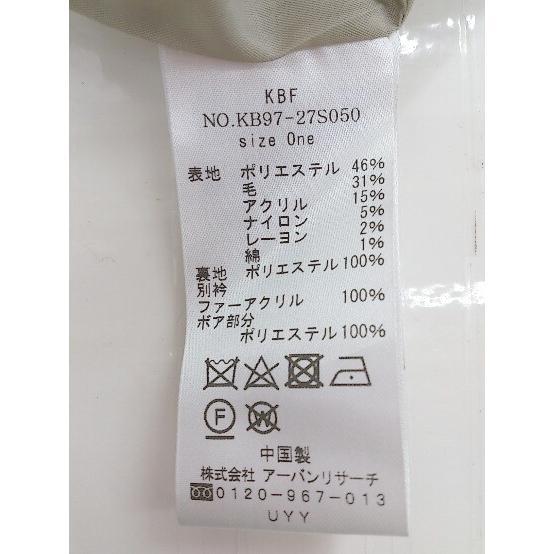 KBF
NO.KB97-27S050
size One
表地 ポリエステル 46%
毛 31%
アクリル 15%
ナイロン 5%
レーヨン 2%
綿 1%
裏地 ポリエステル 100%
別衿
ファーアクリル 100%
ボア部分
ポリエステル 100%
F W
中国製
株式会社 アーバンリサーチ
0120-967-013
UYY